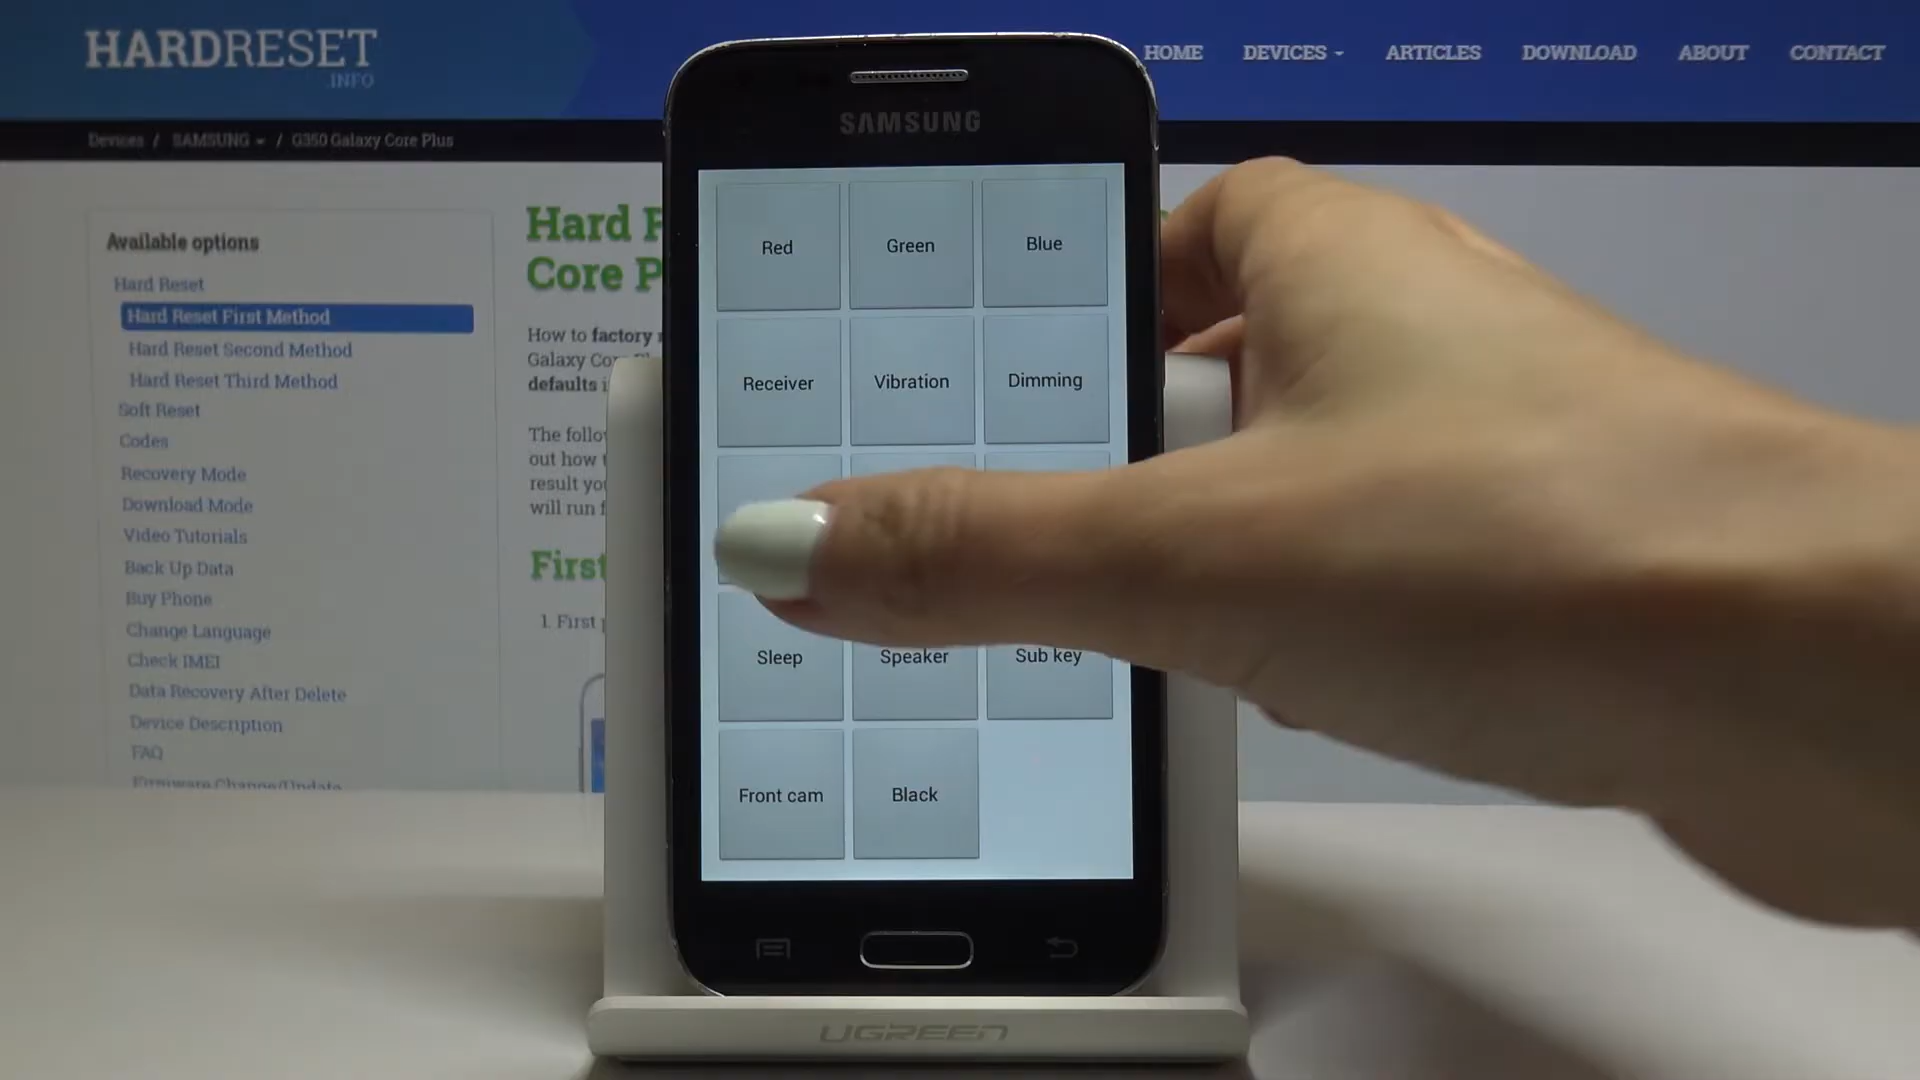 HARDRESET
.INFO
HOME DEVICES ARTICLES DOWNLOAD ABOUT CONTACT
Devices / SAMSUNG / G350 Galaxy Core Plus
Available options
Hard Reset
Hard Reset First Method
Hard Reset Second Method
Hard Reset Third Method
Soft Reset
Codes
Recovery Mode
Download Mode
Video Tutorials
Back Up Data
Buy Phone
Change Language
Check IMEI
Data Recovery After Delete
Device Description
FAQ
Firmware Change/Update
Hard
Core
How to factory
Galaxy
defaults
The
out how
result
will run
First
1. First
SAMSUNG
Red Green Blue
Receiver Vibration Dimming
Sleep Speaker Sub key
Front cam Black
UGREEN